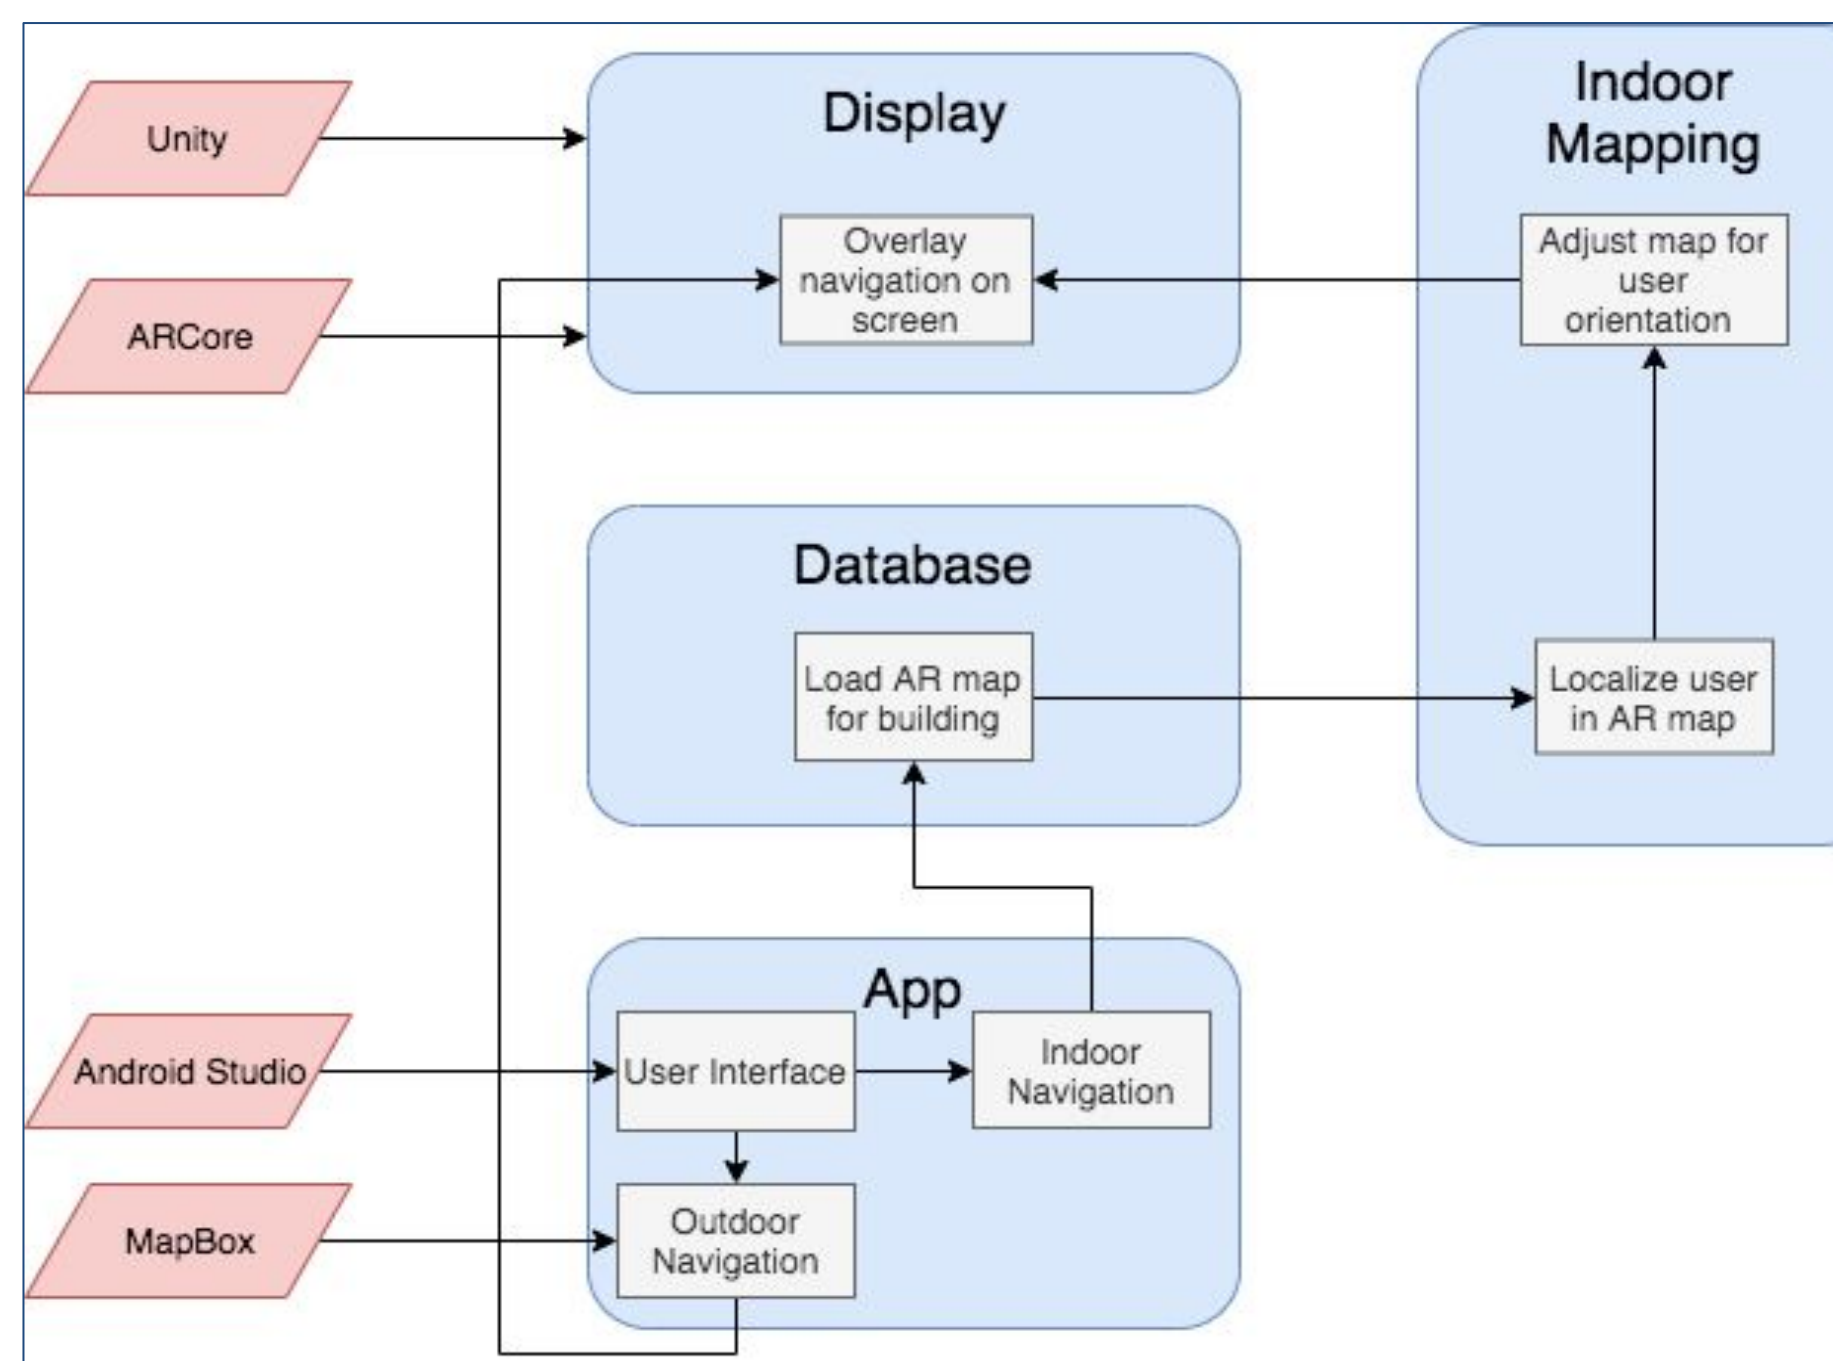 Unity
ARCore
Display
Overlay
navigation on
screen
Indoor
Mapping
Adjust map for
user
orientation
Database
Load AR map
for building
Localize user
in AR map
App
Android Studio
User Interface
Indoor
Navigation
MapBox
Outdoor
Navigation